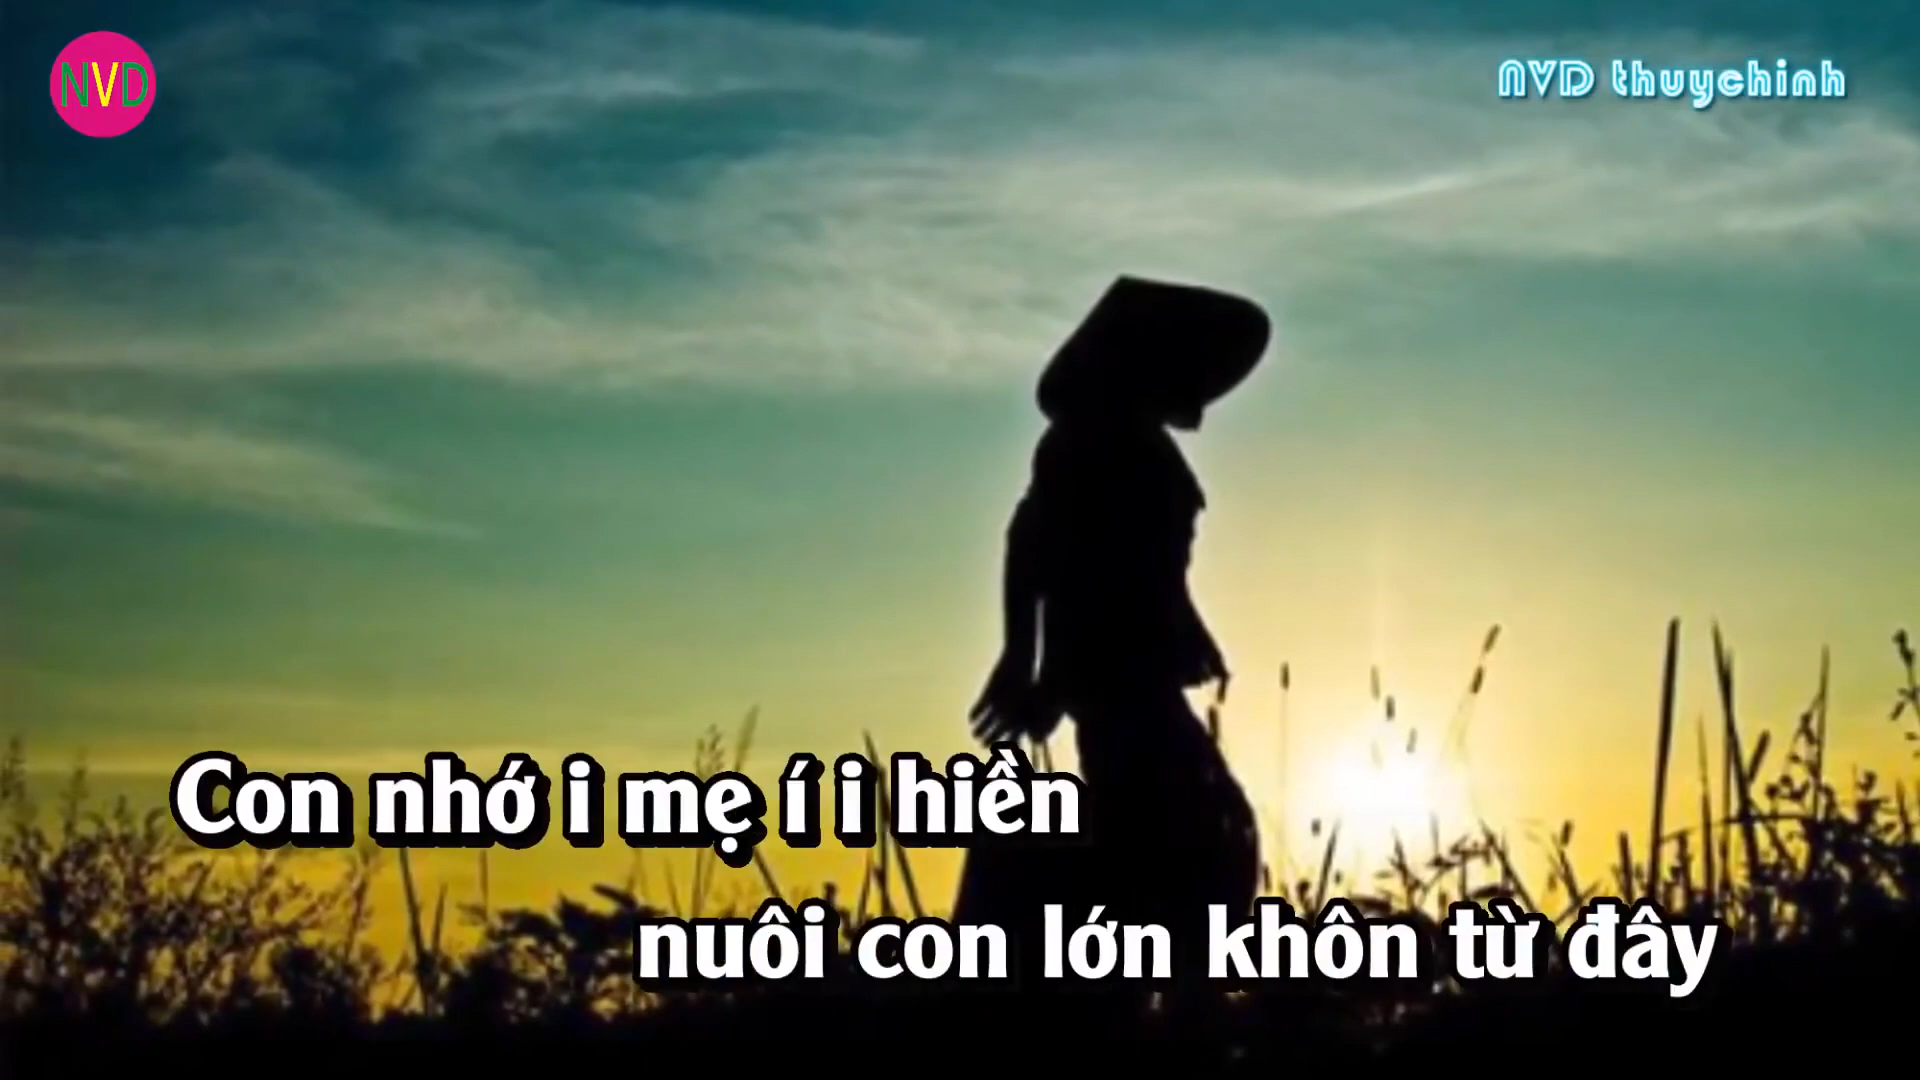 NVD
NVD thuychinh
Con nhớ i mẹ í i hiền
nuôi con lớn khôn từ đây